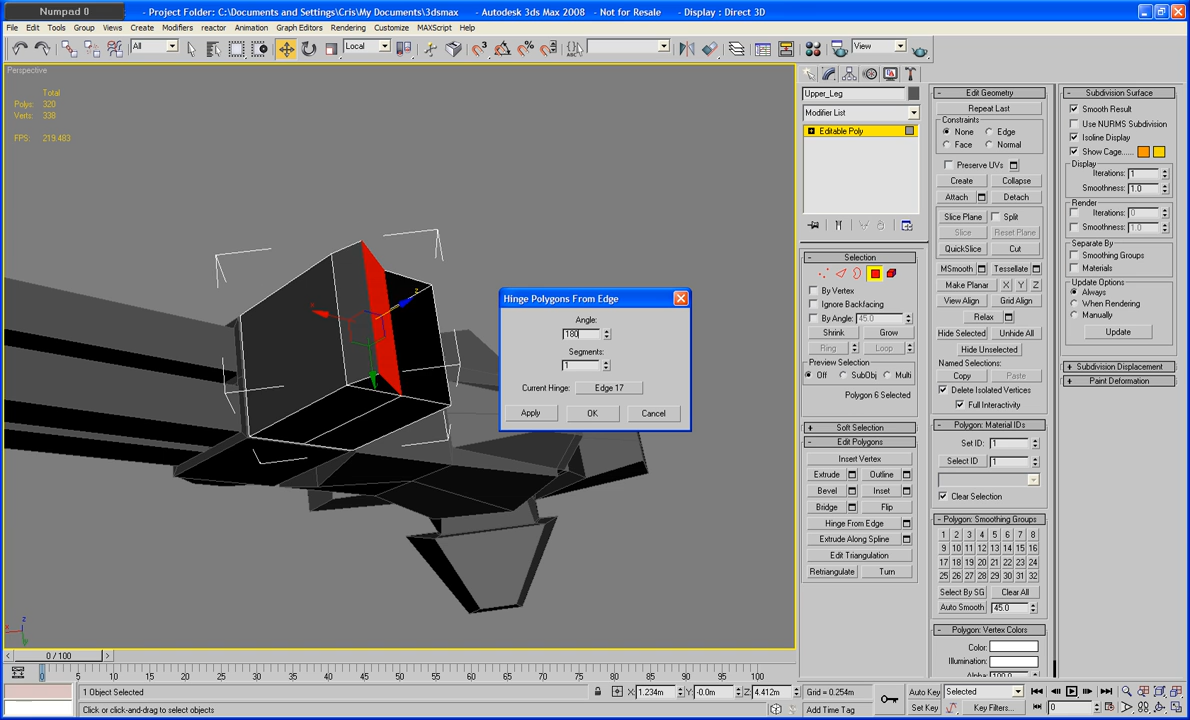 Numpad 0
- Project Folder: C:\Documents and Settings\Cris\My Documents\3dsmax - Autodesk 3ds Max 2008 - Not for Resale - Display : Direct 3D
File Edit Tools Group Views Create Modifiers reactor Animation Graph Editors Rendering Customize MAXScript Help
All Local View
Perspective
Total
Polys: 320
Verts: 338
FPS: 219.483
Hinge Polygons From Edge
Angle:
180
Segments:
1
Current Hinge: Edge 17
Apply OK Cancel
Upper_Leg
Modifier List
Editable Poly
- Selection
By Vertex
Ignore Backfacing
By Angle: 45.0
Shrink Grow
Ring Loop
Preview Selection
Off SubObj Multi
Polygon 6 Selected
+ Soft Selection
- Edit Polygons
Insert Vertex
Extrude Outline
Bevel Inset
Bridge Flip
Hinge From Edge
Extrude Along Spline
Edit Triangulation
Retriangulate Turn
- Edit Geometry
Repeat Last
Constraints
None Edge
Face Normal
Preserve UVs
Create Collapse
Attach Detach
Slice Plane Split
Slice Reset Plane
QuickSlice Cut
MSmooth Tessellate
Make Planar X Y Z
View Align Grid Align
Relax
Hide Selected Unhide All
Hide Unselected
Named Selections:
Copy Paste
Delete Isolated Vertices
Full Interactivity
- Polygon: Material IDs
Set ID: 1
Select ID 1
Clear Selection
- Polygon: Smoothing Groups
1 2 3 4 5 6 7 8
9 10 11 12 13 14 15 16
17 18 19 20 21 22 23 24
25 26 27 28 29 30 31 32
Select By SG Clear All
Auto Smooth 45.0
- Polygon: Vertex Colors
Color:
Illumination:
Alpha: 100.0
- Subdivision Surface
Smooth Result
Use NURMS Subdivision
Isoline Display
Show Cage......
Display
Iterations: 1
Smoothness: 1.0
Render
Iterations: 0
Smoothness: 1.0
Separate By
Smoothing Groups
Materials
Update Options
Always
When Rendering
Manually
Update
+ Subdivision Displacement
+ Paint Deformation
x z
z x y
< 0 / 100 >
0 5 10 15 20 25 30 35 40 45 50 55 60 65 70 75 80 85 90 95 100
1 Object Selected X: 1.234m Y: -0.0m Z: 4.412m Grid = 0.254m Auto Key Selected
Click or click-and-drag to select objects Add Time Tag Set Key Key Filters... 0